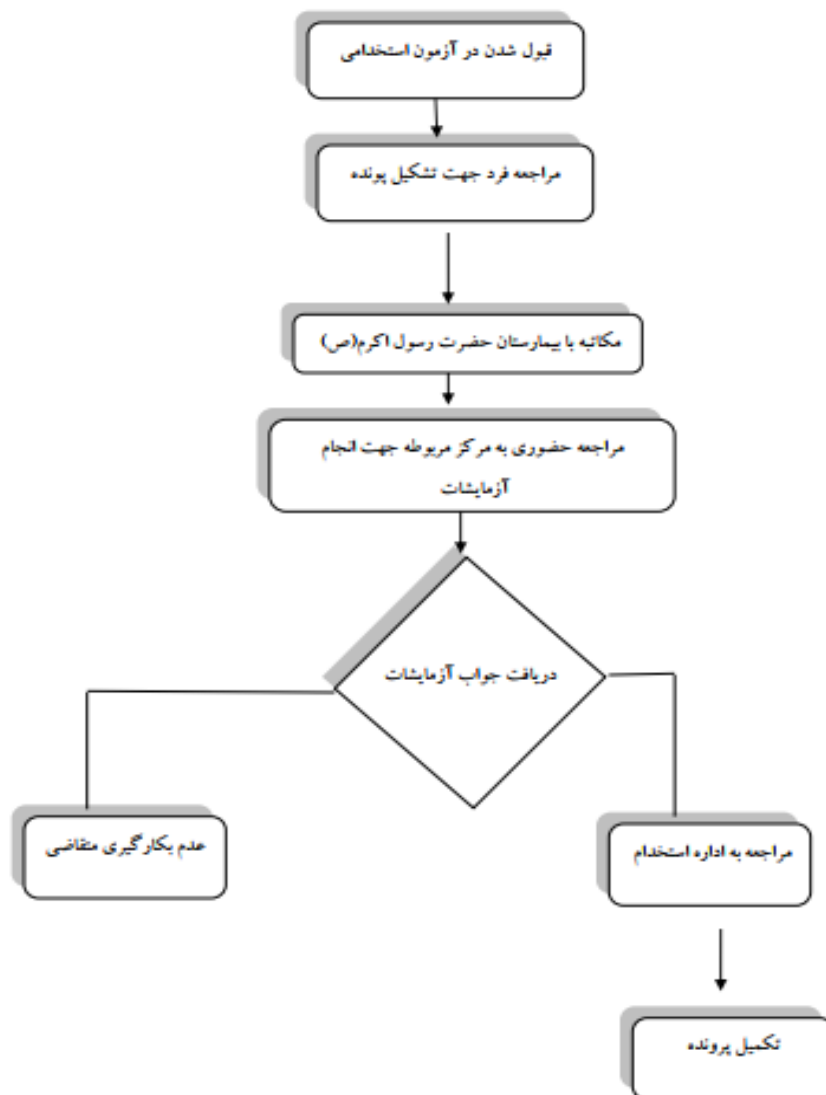 قبول شدن در آزمون استخدامی
مراجعه فرد جهت تشکیل پونده
مکاتبه با بیمارستان حضرت رسول اکرم(ص)
مراجعه حضوری به مرکز مربوطه جهت انجام
آزمایشات
دریافت جواب آزمایشات
مراجعه به اداره استخدام
عدم بکارگیری متقاضی
تکمیل پرونده